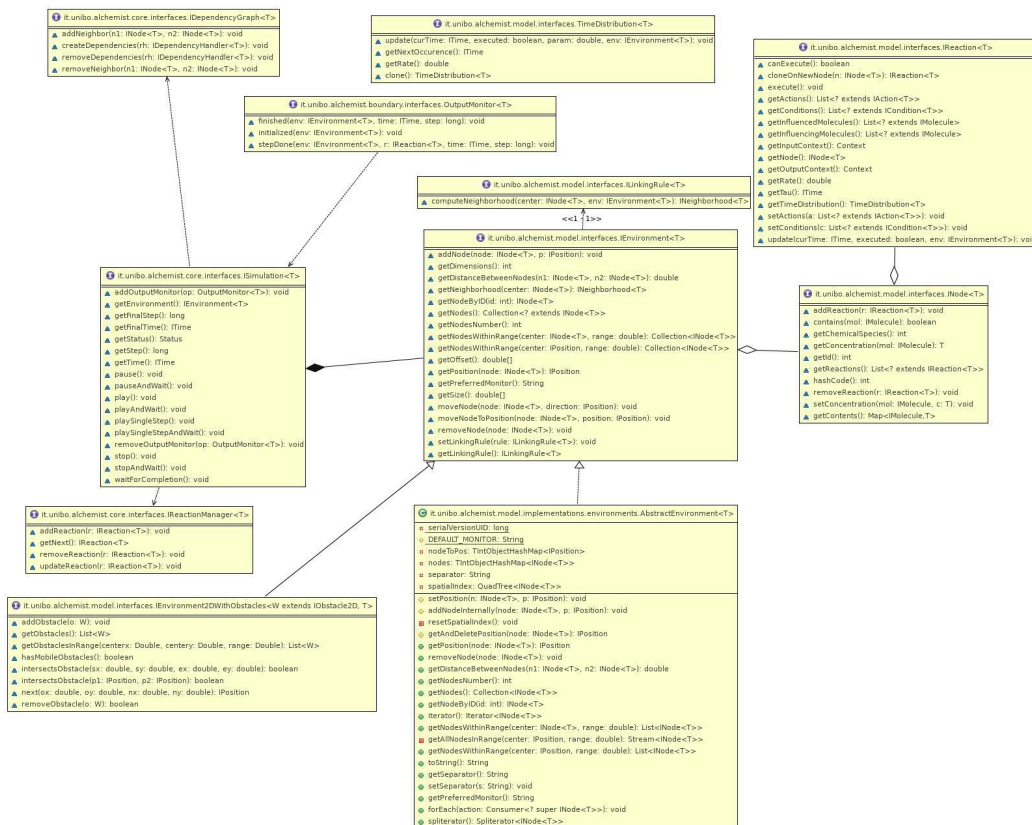 it.unibo.alchemist.core.interfaces.IDependencyGraph<T>
addNeighbor(n1: INode<T>, n2: INode<T>): void
createDependencies(rh: IDependencyHandler<T>): void
removeDependencies(rh: IDependencyHandler<T>): void
removeNeighbor(n1: INode<T>, n2: INode<T>): void
it.unibo.alchemist.model.interfaces.TimeDistribution<T>
update(curTime: ITime, executed: boolean, param: double, env: IEnvironment<T>): void
getNextOccurence(): ITime
getRate(): double
clone(): TimeDistribution<T>
it.unibo.alchemist.model.interfaces.IReaction<T>
canExecute(): boolean
cloneOnNewNode(n: INode<T>): IReaction<T>
execute(): void
getActions(): List<? extends IAction<T>>
getConditions(): List<? extends ICondition<T>>
getInfluencedMolecules(): List<? extends IMolecule>
getInfluencingMolecules(): List<? extends IMolecule>
getInputContext(): Context
getNode(): INode<T>
getOutputContext(): Context
getRate(): double
getTau(): ITime
getTimeDistribution(): TimeDistribution<T>
setActions(a: List<? extends IAction<T>>): void
setConditions(c: List<? extends ICondition<T>>): void
update(curTime: ITime, executed: boolean, env: IEnvironment<T>): voi
it.unibo.alchemist.boundary.interfaces.OutputMonitor<T>
finished(env: IEnvironment<T>, time: ITime, step: long): void
initialized(env: IEnvironment<T>): void
stepDone(env: IEnvironment<T>, r: IReaction<T>, time: ITime, step: long): void
it.unibo.alchemist.model.interfaces.ILinkingRule<T>
computeNeighborhood(center: INode<T>, env: IEnvironment<T>): INeighborhood<T>
<<1 - 1>>
it.unibo.alchemist.model.interfaces.IEnvironment<T>
addNode(node: INode<T>, p: IPosition): void
getDimensions(): int
getDistanceBetweenNodes(n1: INode<T>, n2: INode<T>): double
getNeighborhood(center: INode<T>): INeighborhood<T>
getNodeByID(id: int): INode<T>
getNodes(): Collection<? extends INode<T>>
getNodesNumber(): int
getNodesWithinRange(center: INode<T>, range: double): Collection<INode<T>>
getNodesWithinRange(center: IPosition, range: double): Collection<INode<T>>
getOffset(): double[]
getPosition(node: INode<T>): IPosition
getPreferredMonitor(): String
getSize(): double[]
moveNode(node: INode<T>, direction: IPosition): void
moveNodeToPosition(node: INode<T>, position: IPosition): void
removeNode(node: INode<T>): void
setLinkingRule(rule: ILinkingRule<T>): void
getLinkingRule(): ILinkingRule<T>
it.unibo.alchemist.core.interfaces.ISimulation<T>
addOutputMonitor(op: OutputMonitor<T>): void
getEnvironment(): IEnvironment<T>
getFinalStep(): long
getFinalTime(): ITime
getStatus(): Status
getStep(): long
getTime(): ITime
pause(): void
pauseAndWait(): void
play(): void
playAndWait(): void
playSingleStep(): void
playSingleStepAndWait(): void
removeOutputMonitor(op: OutputMonitor<T>): void
stop(): void
stopAndWait(): void
waitForCompletion(): void
it.unibo.alchemist.model.interfaces.INode<T>
addReaction(r: IReaction<T>): void
contains(mol: IMolecule): boolean
getChemicalSpecies(): int
getConcentration(mol: IMolecule): T
getId(): int
getReactions(): List<? extends IReaction<T>>
hashCode(): int
removeReaction(r: IReaction<T>): void
setConcentration(mol: IMolecule, c: T): void
getContents(): Map<IMolecule,T>
it.unibo.alchemist.core.interfaces.IReactionManager<T>
addReaction(r: IReaction<T>): void
getNext(): IReaction<T>
removeReaction(r: IReaction<T>): void
updateReaction(r: IReaction<T>): void
it.unibo.alchemist.model.interfaces.IEnvironment2DWithObstacles<W extends IObstacle2D, T>
addObstacle(o: W): void
getObstacles(): List<W>
getObstaclesInRange(centerx: Double, centery: Double, range: Double): List<W>
hasMobileObstacles(): boolean
intersectsObstacle(sx: double, sy: double, ex: double, ey: double): boolean
intersectsObstacle(p1: IPosition, p2: IPosition): boolean
next(ox: double, oy: double, nx: double, ny: double): IPosition
removeObstacle(o: W): boolean
it.unibo.alchemist.model.implementations.environments.AbstractEnvironment<T>
serialVersionUID: long
DEFAULT_MONITOR: String
nodeToPos: TIntObjectHashMap<IPosition>
nodes: TIntObjectHashMap<INode<T>>
separator: String
spatialIndex: QuadTree<INode<T>>
setPosition(n: INode<T>, p: IPosition): void
addNodeInternally(node: INode<T>, p: IPosition): void
resetSpatialIndex(): void
getAndDeletePosition(node: INode<T>): IPosition
getPosition(node: INode<T>): IPosition
removeNode(node: INode<T>): void
getDistanceBetweenNodes(n1: INode<T>, n2: INode<T>): double
getNodesNumber(): int
getNodes(): Collection<INode<T>>
getNodeByID(id: int): INode<T>
iterator(): Iterator<INode<T>>
getNodesWithinRange(center: INode<T>, range: double): List<INode<T>>
getAllNodesInRange(center: IPosition, range: double): Stream<INode<T>>
getNodesWithinRange(center: IPosition, range: double): List<INode<T>>
toString(): String
getSeparator(): String
setSeparator(s: String): void
getPreferredMonitor(): String
forEach(action: Consumer<? super INode<T>>): void
spliterator(): Spliterator<INode<T>>